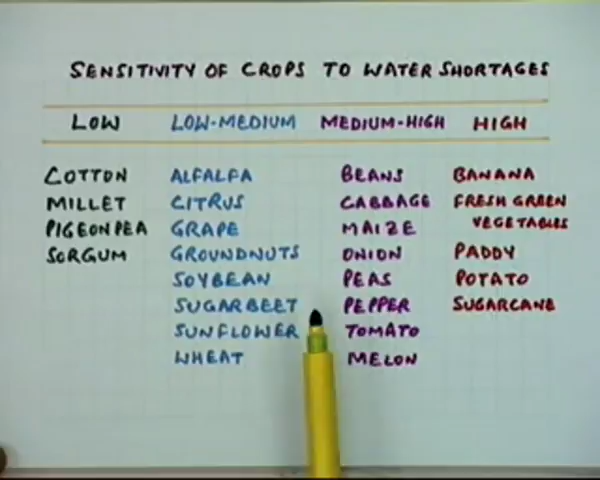 SENSITIVITY OF CROPS TO WATER SHORTAGES
LOW LOW-MEDIUM MEDIUM-HIGH HIGH
COTTON ALFALFA BEANS BANANA
MILLET CITRUS CABBAGE FRESH GREEN
PIGEONPEA GRAPE MAIZE VEGETABLES
SORGUM GROUNDNUTS ONION PADDY
SOYBEAN PEAS POTATO
SUGARBEET PEPPER SUGARCANE
SUNFLOWER TOMATO
WHEAT MELON